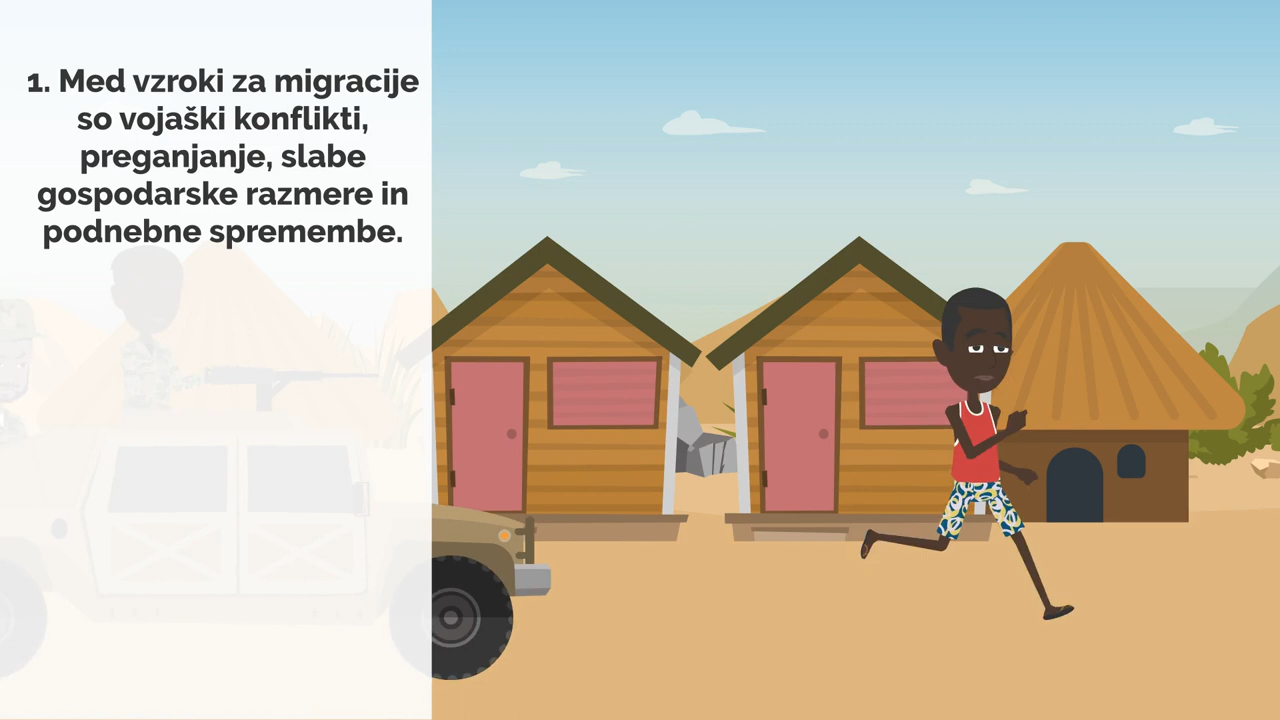 1. Med vzroki za migracije
so vojaški konflikti,
preganjanje, slabe
gospodarske razmere in
podnebne spremembe.